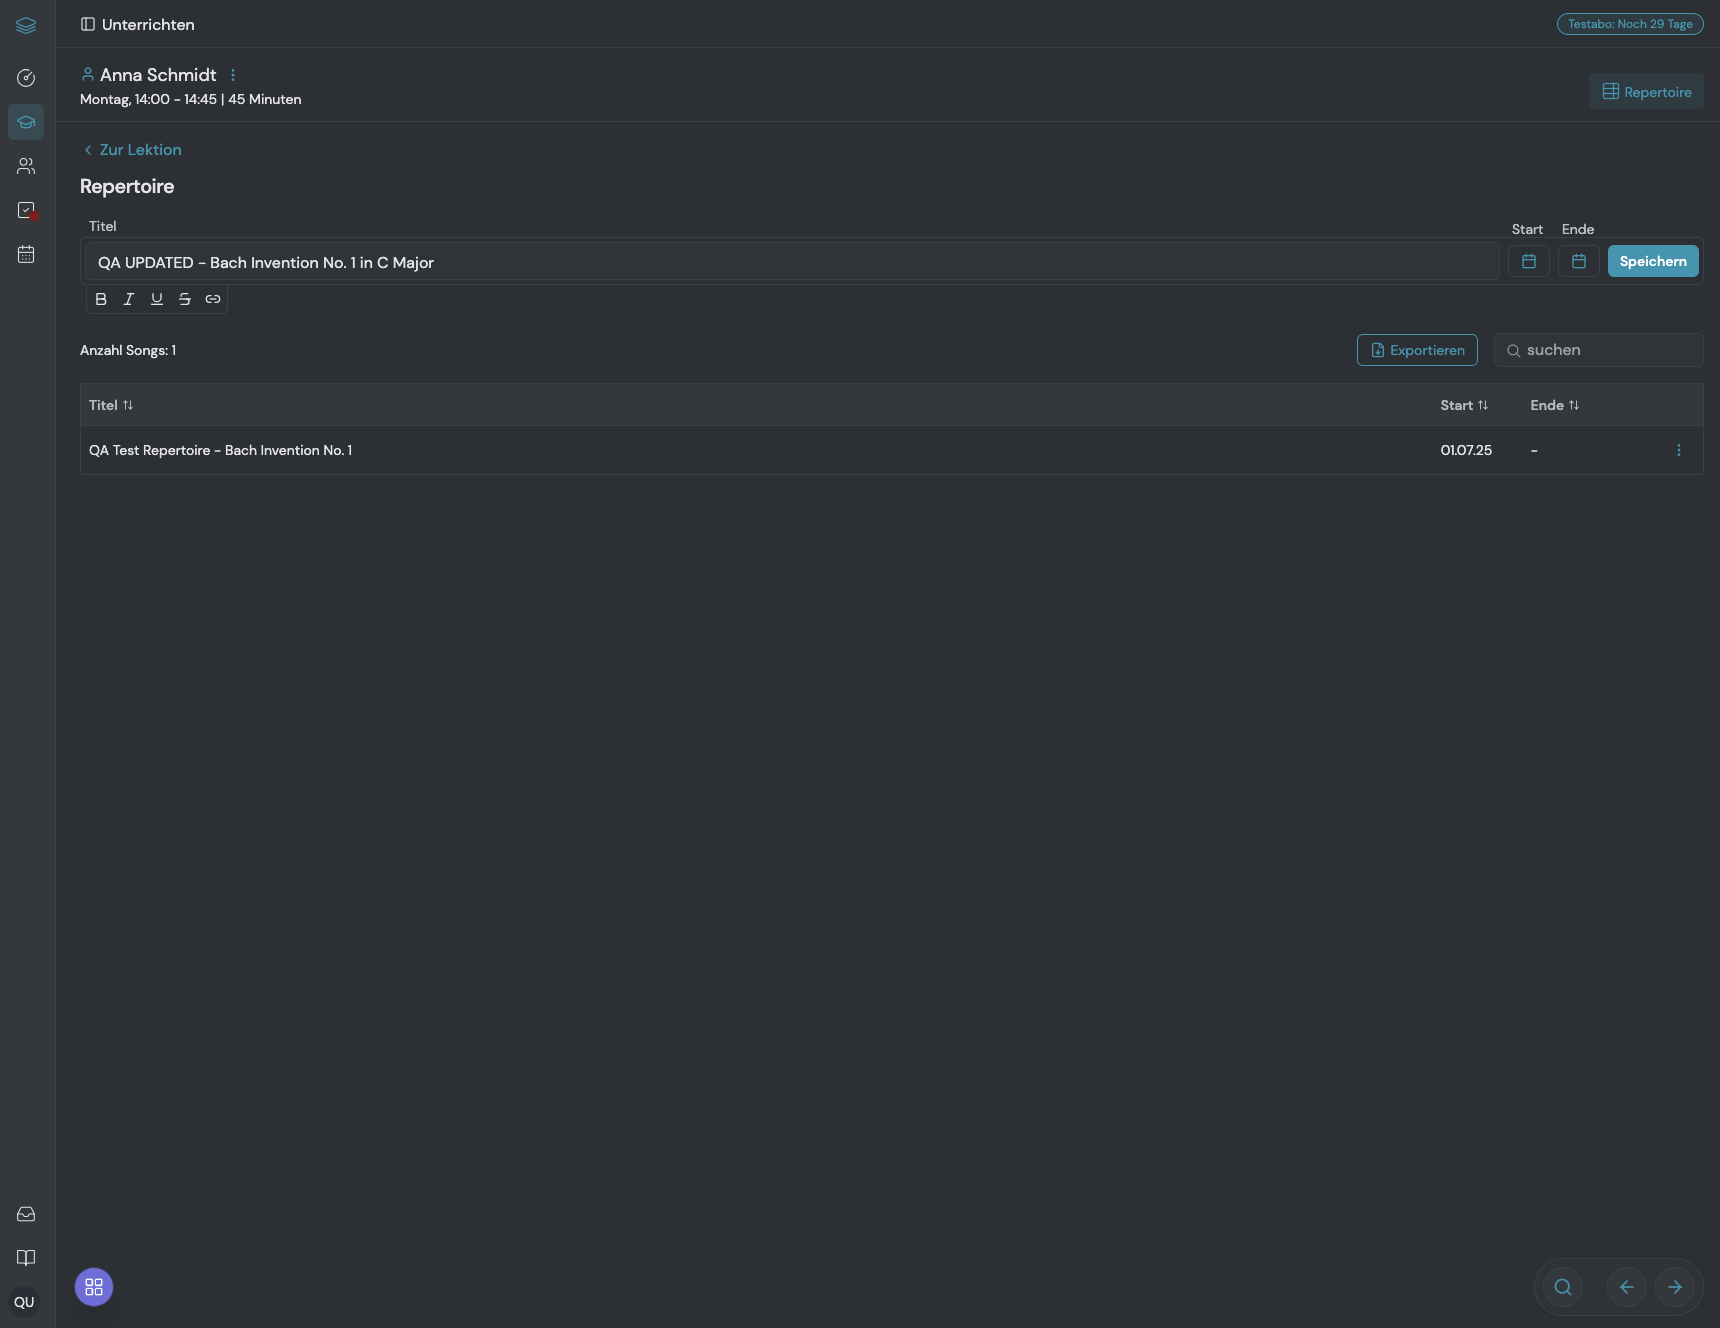 Unterrichten
Testabo: Noch 29 Tage
Anna Schmidt
Montag, 14:00 - 14:45 | 45 Minuten
Repertoire
Zur Lektion
Repertoire
Titel
Start Ende
QA UPDATED - Bach Invention No. 1 in C Major
Speichern
B I U S
Anzahl Songs: 1
Exportieren
suchen
Titel Start Ende
QA Test Repertoire - Bach Invention No. 1 01.07.25 -
QU